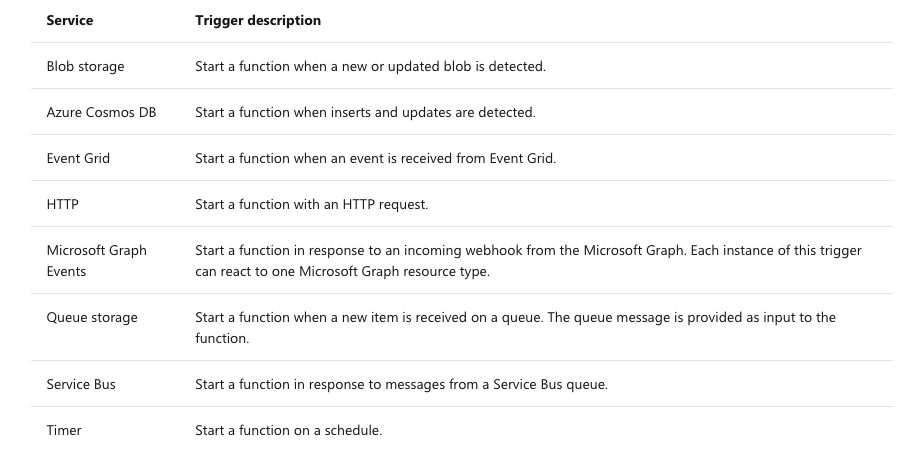 Service Trigger description
Blob storage Start a function when a new or updated blob is detected.
Azure Cosmos DB Start a function when inserts and updates are detected.
Event Grid Start a function when an event is received from Event Grid.
HTTP Start a function with an HTTP request.
Microsoft Graph Start a function in response to an incoming webhook from the Microsoft Graph. Each instance of this trigger
Events can react to one Microsoft Graph resource type.
Queue storage Start a function when a new item is received on a queue. The queue message is provided as input to the
function.
Service Bus Start a function in response to messages from a Service Bus queue.
Timer Start a function on a schedule.